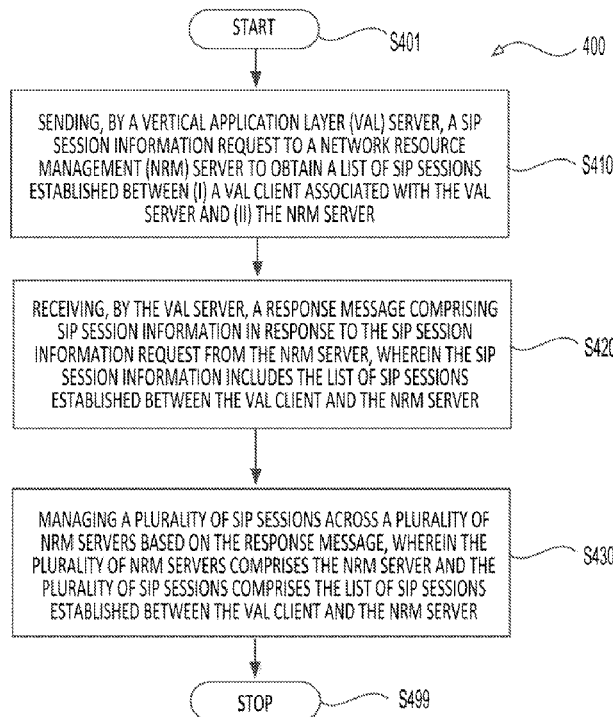 START
S401
400
SENDING, BY A VERTICAL APPLICATION LAYER (VAL) SERVER, A SIP
SESSION INFORMATION REQUEST TO A NETWORK RESOURCE
MANAGEMENT (NRM) SERVER TO OBTAIN A LIST OF SIP SESSIONS
ESTABLISHED BETWEEN (I) A VAL CLIENT ASSOCIATED WITH THE VAL
SERVER AND (II) THE NRM SERVER
S410
RECEIVING, BY THE VAL SERVER, A RESPONSE MESSAGE COMPRISING
SIP SESSION INFORMATION IN RESPONSE TO THE SIP SESSION
INFORMATION REQUEST FROM THE NRM SERVER, WHEREIN THE SIP
SESSION INFORMATION INCLUDES THE LIST OF SIP SESSIONS
ESTABLISHED BETWEEN THE VAL CLIENT AND THE NRM SERVER
S420
MANAGING A PLURALITY OF SIP SESSIONS ACROSS A PLURALITY OF
NRM SERVERS BASED ON THE RESPONSE MESSAGE, WHEREIN THE
PLURALITY OF NRM SERVERS COMPRISES THE NRM SERVER AND THE
PLURALITY OF SIP SESSIONS COMPRISES THE LIST OF SIP SESSIONS
ESTABLISHED BETWEEN THE VAL CLIENT AND THE NRM SERVER
S430
STOP
S499